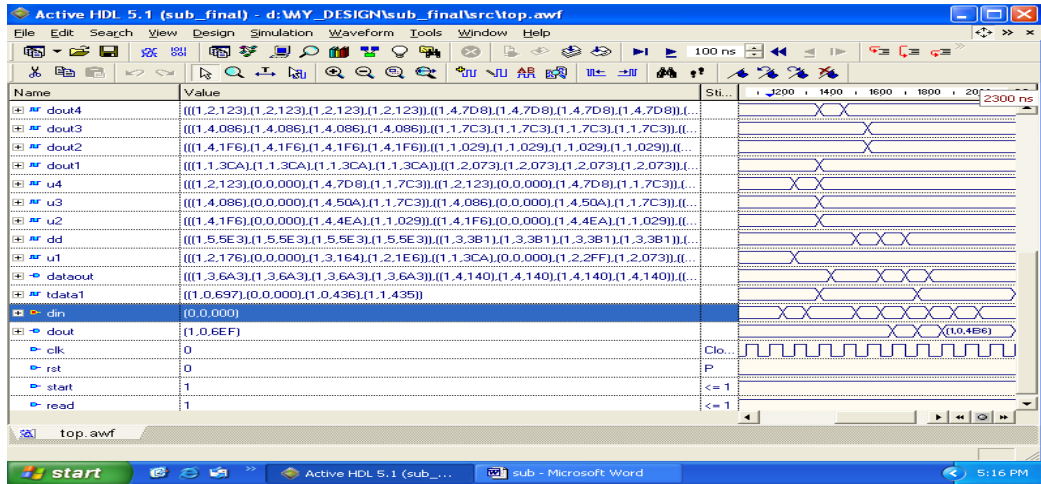 Active HDL 5.1 (sub_final) - d:\MY_DESIGN\sub_final\src\top.awf
File Edit Search View Design Simulation Waveform Tools Window Help
100 ns
Name Value Sti... 1200 1400 1600 1800
2300 ns
dout4 (((1,2,123),(1,2,123),(1,2,123),(1,2,123)),((1,4,7D8),(1,4,7D8),(1,4,7D8),(1,4,7D8)),(...
dout3 (((1,4,086),(1,4,086),(1,4,086),(1,4,086)),((1,1,7C3),(1,1,7C3),(1,1,7C3),(1,1,7C3)),((...
dout2 (((1,4,1F6),(1,4,1F6),(1,4,1F6),(1,4,1F6)),((1,1,029),(1,1,029),(1,1,029),(1,1,029)),((...
dout1 (((1,1,3CA),(1,1,3CA),(1,1,3CA),(1,1,3CA)),((1,2,073),(1,2,073),(1,2,073),(1,2,073)),(...
u4 (((1,2,123),(0,0,000),(1,4,7D8),(1,1,7C3)),((1,2,123),(0,0,000),(1,4,7D8),(1,1,7C3)),(...
u3 (((1,4,086),(0,0,000),(1,4,50A),(1,1,7C3)),((1,4,086),(0,0,000),(1,4,50A),(1,1,7C3)),((...
u2 (((1,4,1F6),(0,0,000),(1,4,4EA),(1,1,029)),((1,4,1F6),(0,0,000),(1,4,4EA),(1,1,029)),((...
dd (((1,5,5E3),(1,5,5E3),(1,5,5E3),(1,5,5E3)),((1,3,3B1),(1,3,3B1),(1,3,3B1),(1,3,3B1)),(...
u1 (((1,2,176),(0,0,000),(1,3,164),(1,2,1E6)),((1,1,3CA),(0,0,000),(1,2,2FF),(1,2,073)),((...
dataout (((1,3,6A3),(1,3,6A3),(1,3,6A3),(1,3,6A3)),((1,4,140),(1,4,140),(1,4,140),(1,4,140)),((...
tdata1 ((1,0,697),(0,0,000),(1,0,436),(1,1,435))
din (0,0,000)
dout (1,0,6EF) (1,0,4B6)
clk 0 Clo...
rst 0 P
start 1 <= 1
read 1 <= 1
top.awf
start Active HDL 5.1 (sub_... sub - Microsoft Word 5:16 PM